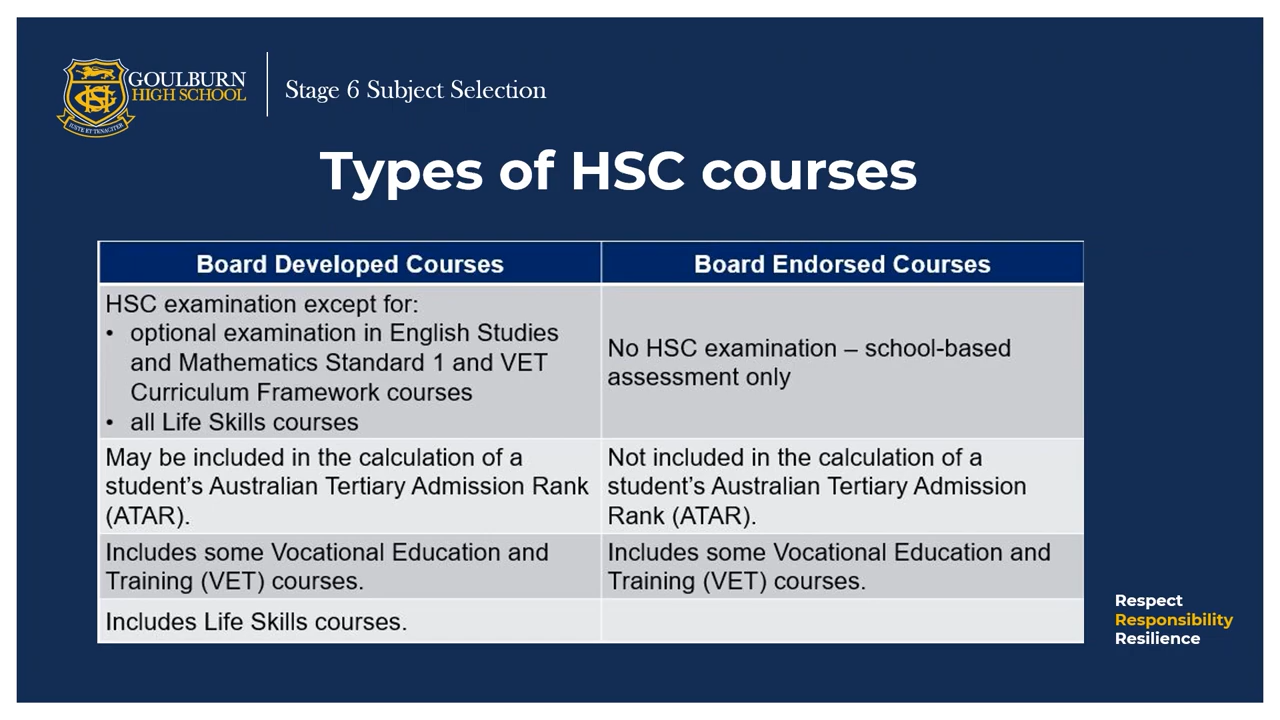 GOULBURN
HIGH SCHOOL
JUSTE ET TENACITER
Stage 6 Subject Selection
Types of HSC courses
Board Developed Courses
Board Endorsed Courses
HSC examination except for:
• optional examination in English Studies
and Mathematics Standard 1 and VET
Curriculum Framework courses
• all Life Skills courses
No HSC examination – school-based
assessment only
May be included in the calculation of a
student’s Australian Tertiary Admission Rank
(ATAR).
Not included in the calculation of a
student’s Australian Tertiary Admission
Rank (ATAR).
Includes some Vocational Education and
Training (VET) courses.
Includes some Vocational Education and
Training (VET) courses.
Includes Life Skills courses.
Respect
Responsibility
Resilience